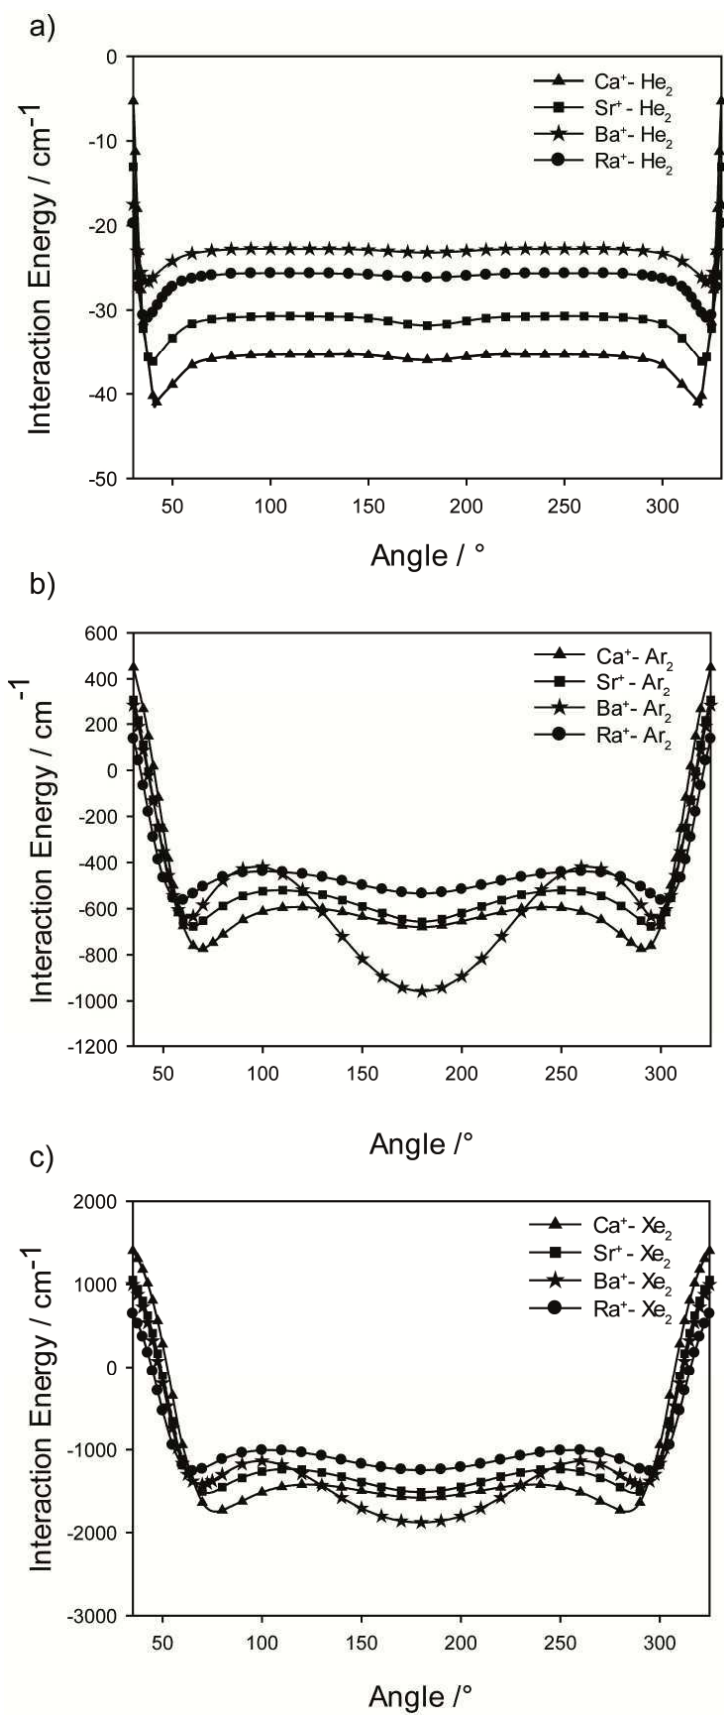 a)
Interaction Energy / cm⁻¹
0
-10
-20
-30
-40
-50
Ca⁺- He₂
Sr⁺ - He₂
Ba⁺- He₂
Ra⁺- He₂
50 100 150 200 250 300
Angle / °
b)
Interaction Energy / cm⁻¹
600
400
200
0
-200
-400
-600
-800
-1000
-1200
Ca⁺- Ar₂
Sr⁺- Ar₂
Ba⁺- Ar₂
Ra⁺- Ar₂
50 100 150 200 250 300
Angle /°
c)
Interaction Energy / cm⁻¹
2000
1000
0
-1000
-2000
-3000
Ca⁺- Xe₂
Sr⁺- Xe₂
Ba⁺- Xe₂
Ra⁺- Xe₂
50 100 150 200 250 300
Angle /°